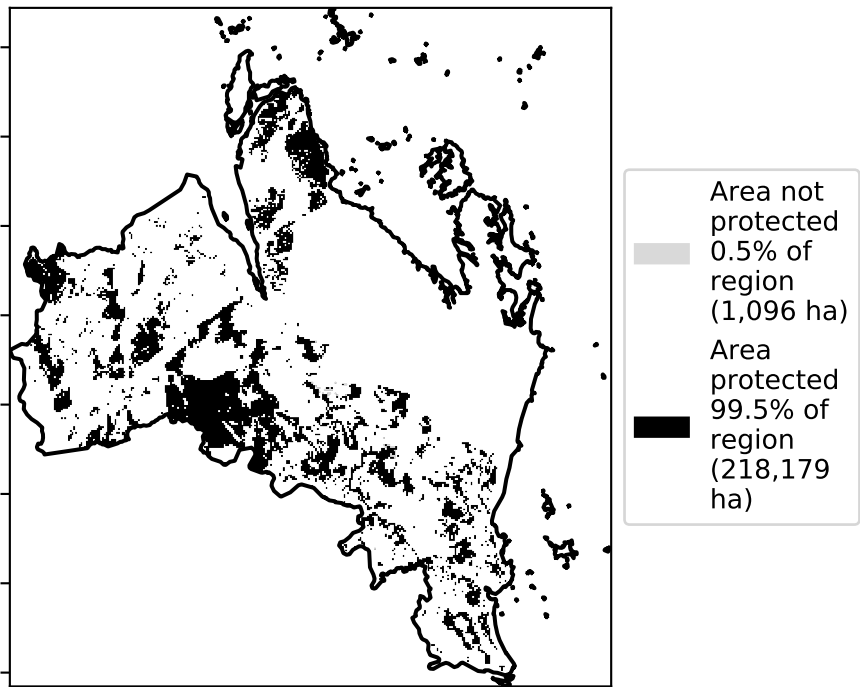 Area not
protected
0.5% of
region
(1,096 ha)
Area
protected
99.5% of
region
(218,179
ha)